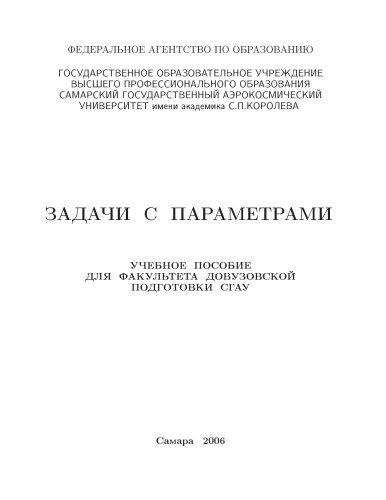 ФЕДЕРАЛЬНОЕ АГЕНТСТВО ПО ОБРАЗОВАНИЮ
ГОСУДАРСТВЕННОЕ ОБРАЗОВАТЕЛЬНОЕ УЧРЕЖДЕНИЕ
ВЫСШЕГО ПРОФЕССИОНАЛЬНОГО ОБРАЗОВАНИЯ
САМАРСКИЙ ГОСУДАРСТВЕННЫЙ АЭРОКОСМИЧЕСКИЙ
УНИВЕРСИТЕТ имени академика С.П.КОРОЛЕВА
ЗАДАЧИ С ПАРАМЕТРАМИ
УЧЕБНОЕ ПОСОБИЕ
ДЛЯ ФАКУЛЬТЕТА ДОВУЗОВСКОЙ
ПОДГОТОВКИ СГАУ
Самара 2006